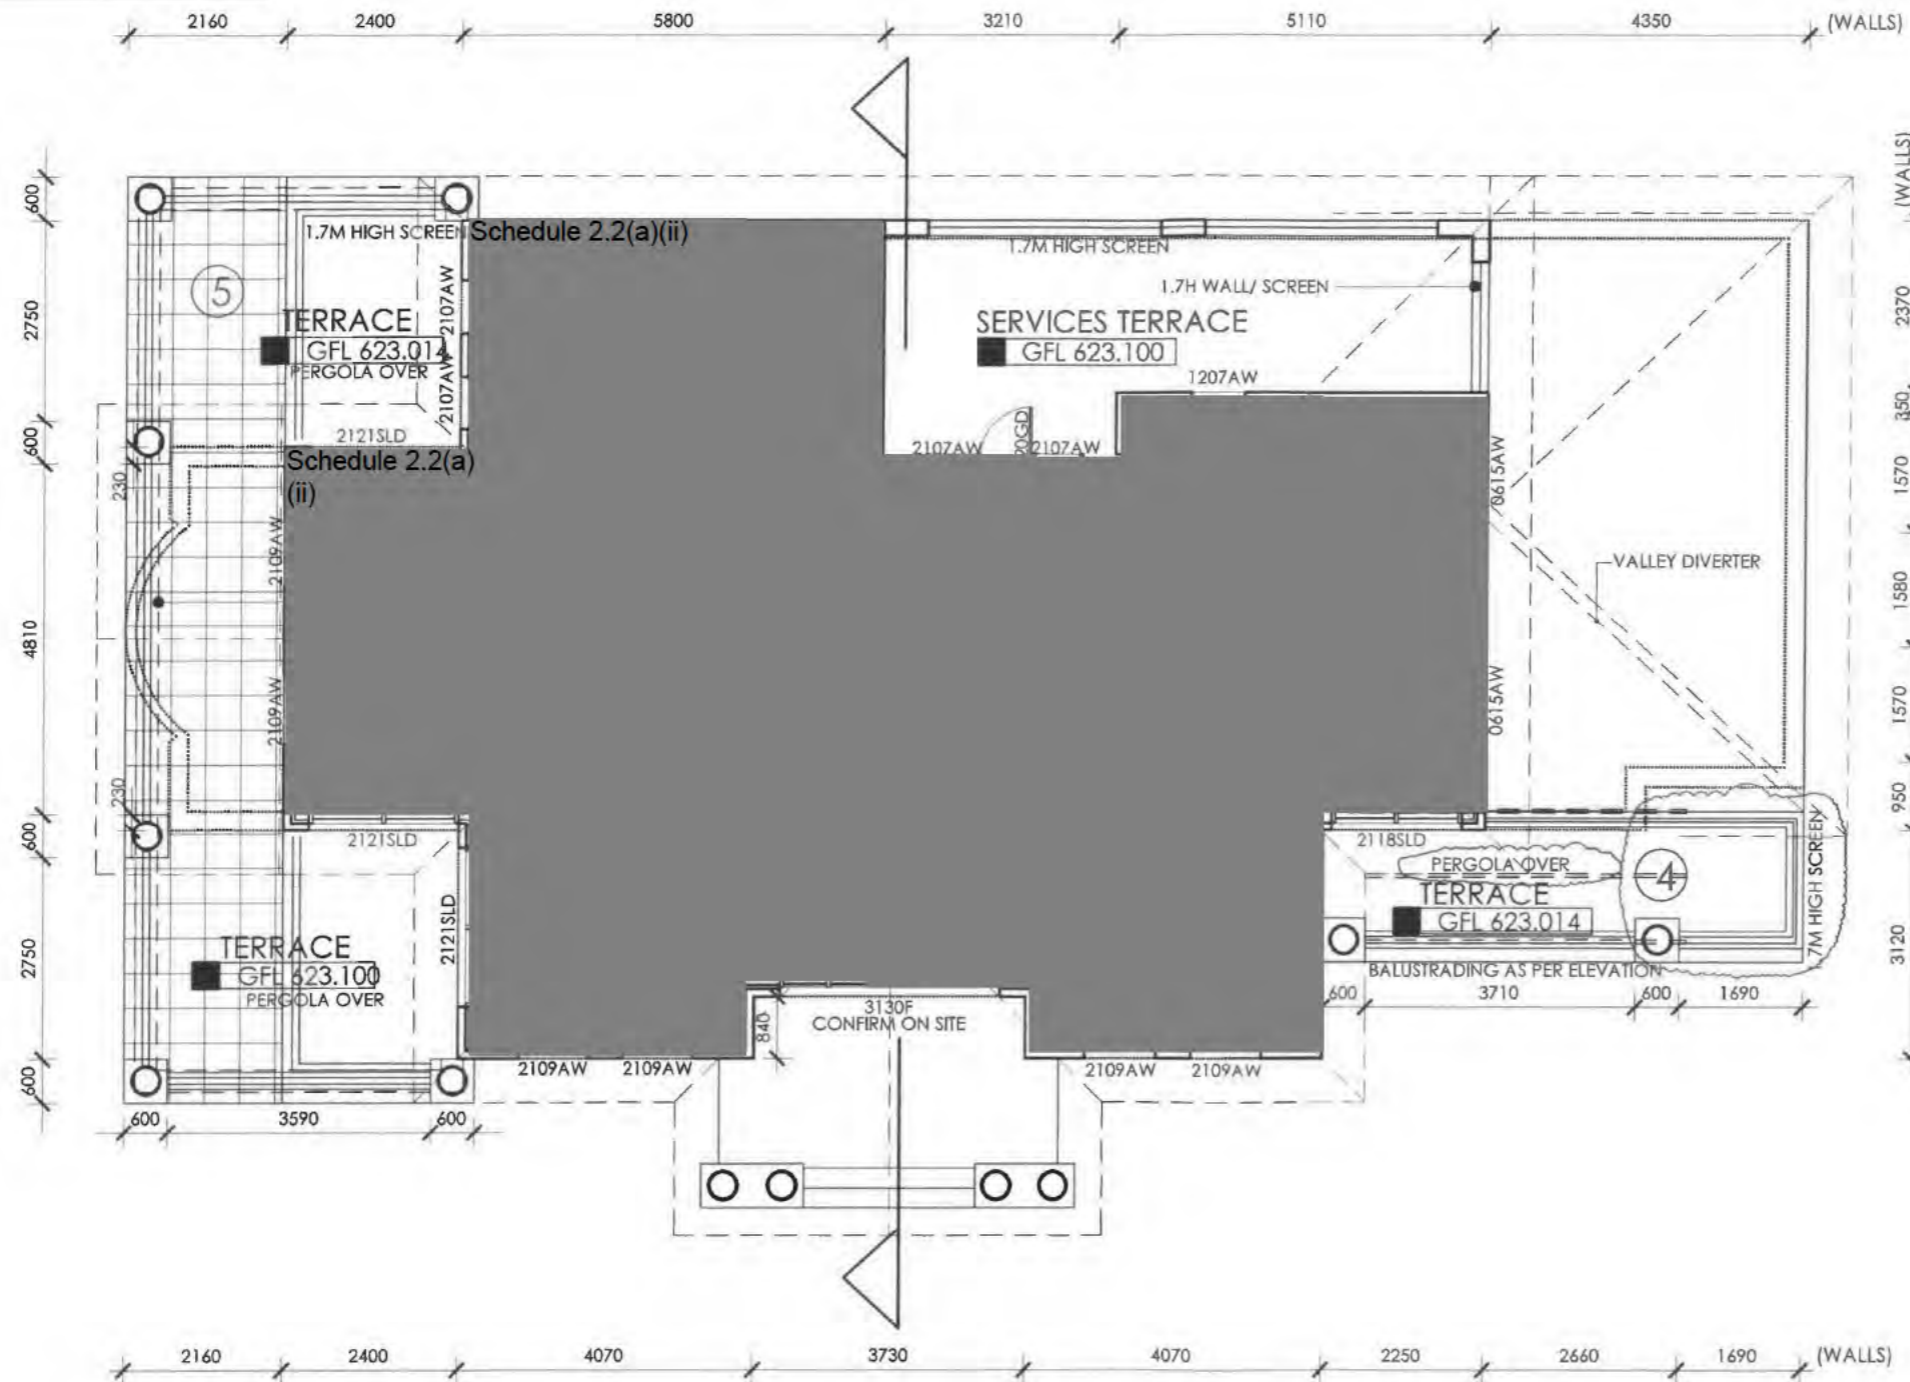 2160 2400 5800 3210 5110 4350 (WALLS)
(WALLS)
600
2750
600
4810
600
2750
600
1.7M HIGH SCREEN
Schedule 2.2(a)(ii)
5
2107AW
2107AW
TERRACE
GFL 623.014
PERGOLA OVER
2121SLD
Schedule 2.2(a)
(ii)
230
2109AW
2109AW
230
1.7M HIGH SCREEN
1.7H WALL/ SCREEN
SERVICES TERRACE
GFL 623.100
1207AW
2107AW
2107AW
0615AW
0615AW
VALLEY DIVERTER
2370
350
1570
1580
1570
950
3120
2121SLD
2121SLD
TERRACE
GFL 623.100
PERGOLA OVER
2118SLD
PERGOLA OVER
4
TERRACE
GFL 623.014
BALUSTRADING AS PER ELEVATION
.7M HIGH SCREEN
600 3710 600 1690
3130F
CONFIRM ON SITE
840
2109AW 2109AW
2109AW 2109AW
600 3590 600
2160 2400 4070 3730 4070 2250 2660 1690 (WALLS)